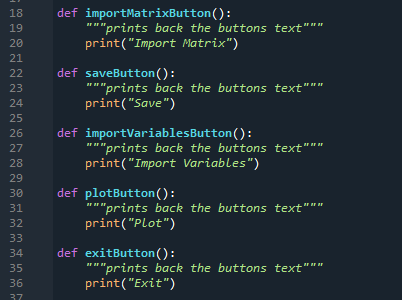 18 def importMatrixButton():
19     """prints back the buttons text"""
20     print("Import Matrix")
21
22 def saveButton():
23     """prints back the buttons text"""
24     print("Save")
25
26 def importVariablesButton():
27     """prints back the buttons text"""
28     print("Import Variables")
29
30 def plotButton():
31     """prints back the buttons text"""
32     print("Plot")
33
34 def exitButton():
35     """prints back the buttons text"""
36     print("Exit")